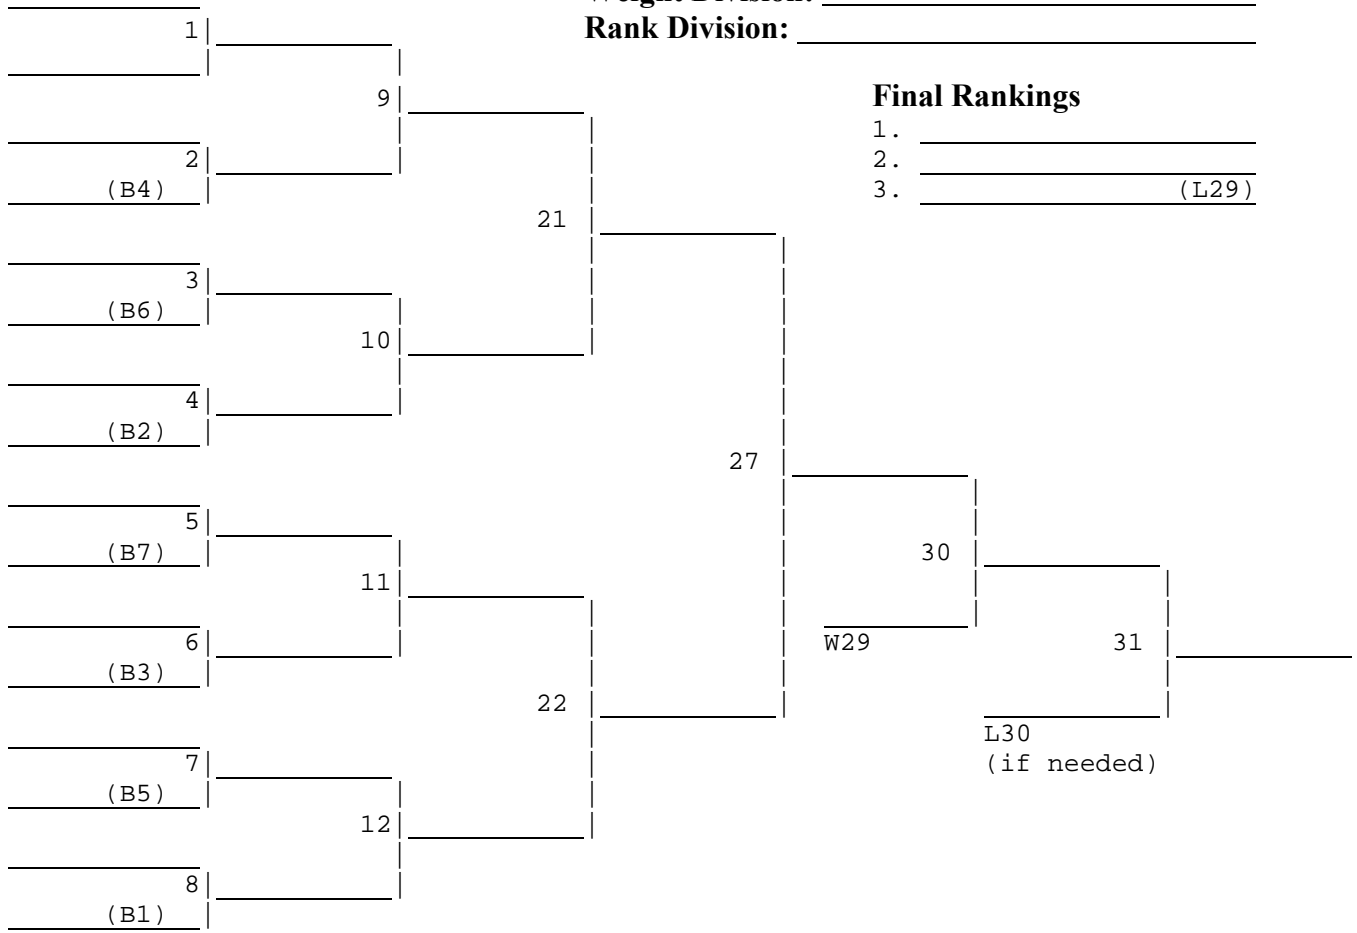 Weight Division:
1
Rank Division:
9
Final Rankings
1.
2
2.
(B4)
3. (L29)
21
3
(B6)
10
4
(B2)
27
5
(B7)
30
11
6
W29
31
(B3)
22
L30
7
(if needed)
(B5)
12
8
(B1)